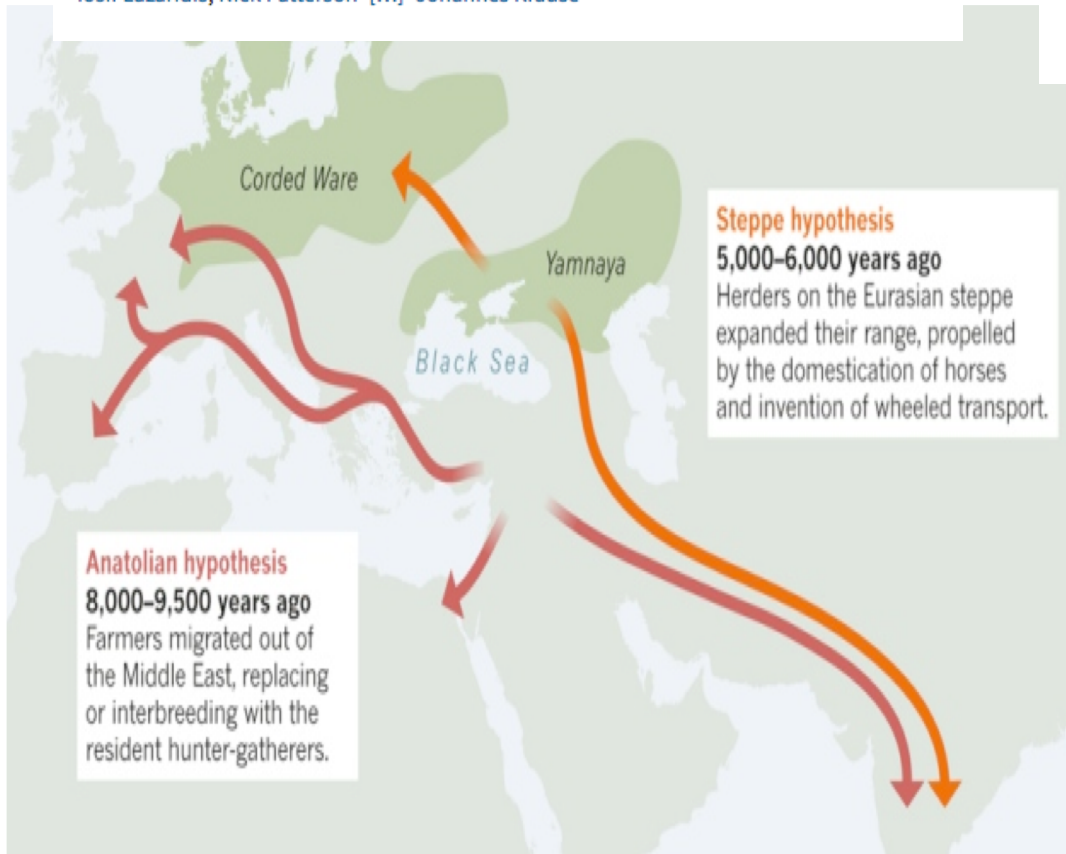 Corded Ware
Yamnaya
Black Sea
Steppe hypothesis
5,000–6,000 years ago
Herders on the Eurasian steppe
expanded their range, propelled
by the domestication of horses
and invention of wheeled transport.
Anatolian hypothesis
8,000–9,500 years ago
Farmers migrated out of
the Middle East, replacing
or interbreeding with the
resident hunter-gatherers.